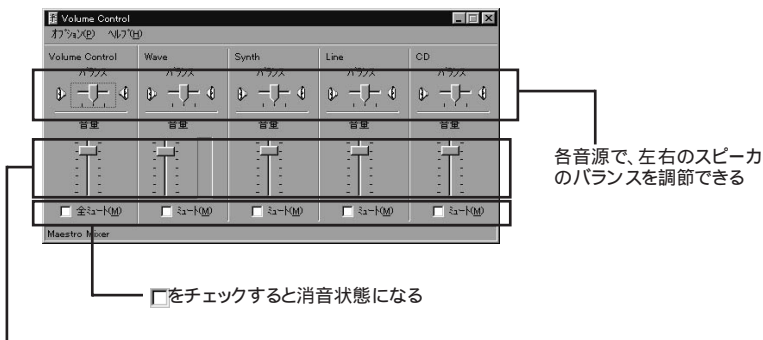 Volume Control
オプション(P) ヘルプ(H)
Volume Control Wave Synth Line CD
バランス バランス バランス バランス バランス
音量 音量 音量 音量 音量
全ミュート(M) ミュート(M) ミュート(M) ミュート(M) ミュート(M)
Maestro Mixer
各音源で、左右のスピーカ
のバランスを調節できる
をチェックすると消音状態になる